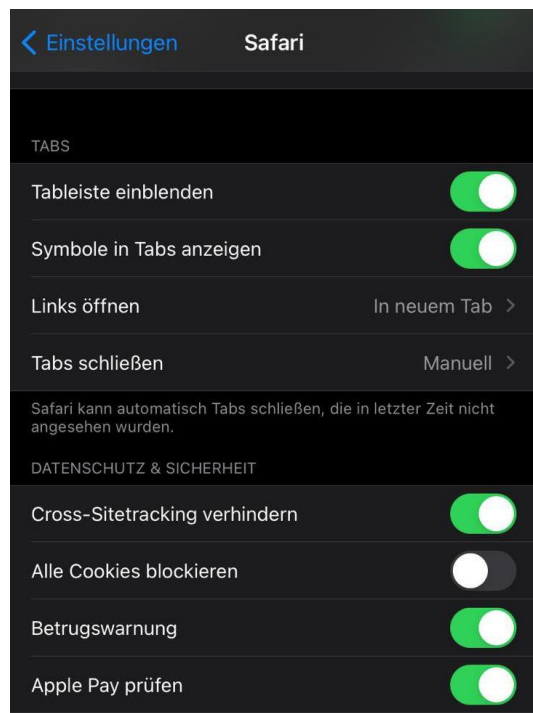 Einstellungen Safari
TABS
Tableiste einblenden
Symbole in Tabs anzeigen
Links öffnen In neuem Tab
Tabs schließen Manuell
Safari kann automatisch Tabs schließen, die in letzter Zeit nicht
angesehen wurden.
DATENSCHUTZ & SICHERHEIT
Cross-Sitetracking verhindern
Alle Cookies blockieren
Betrugswarnung
Apple Pay prüfen